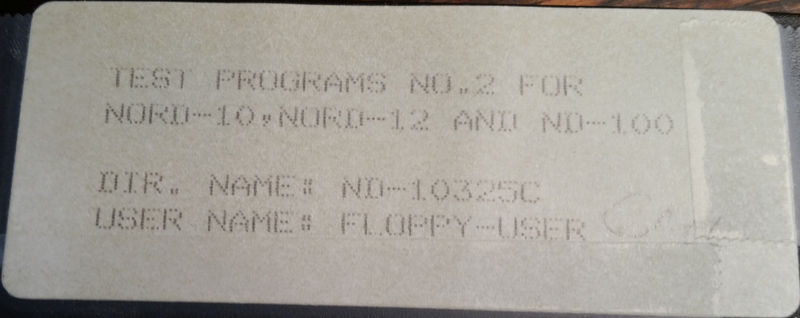 TEST PROGRAMS NO.2 FOR
NORD-10,NORD-12 AND ND-100
DIR. NAME: ND-10325C
USER NAME: FLOPPY-USER